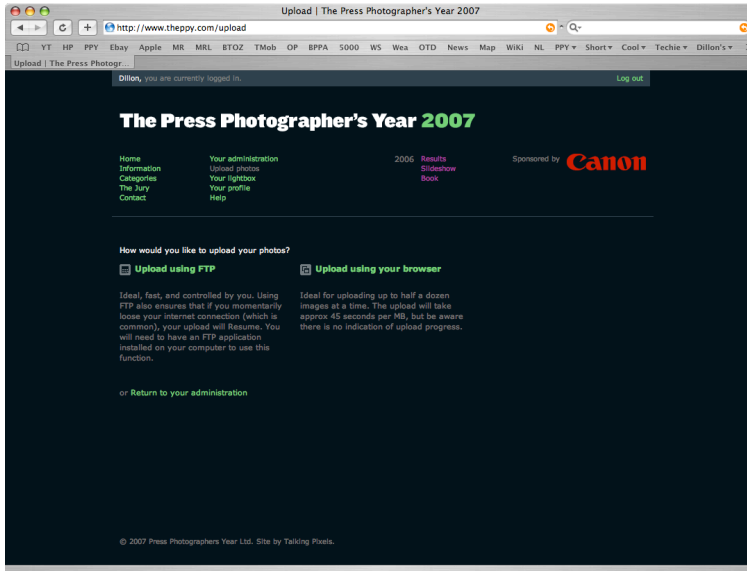 Upload | The Press Photographer's Year 2007
http://www.theppy.com/upload
YT HP PPY Ebay Apple MR MRL BTOZ TMob OP BPPA 5000 WS Wea OTD News Map WiKi NL PPY Short Cool Techie Dillon's
Upload | The Press Photogr...
Dillon, you are currently logged in. Log out
The Press Photographer's Year 2007
Home Your administration 2006 Results Sponsored by Canon
Information Upload photos Slideshow
Categories Your lightbox Book
The Jury Your profile
Contact Help
How would you like to upload your photos?
Upload using FTP
Ideal, fast, and controlled by you. Using
FTP also ensures that if you momentarily
loose your internet connection (which is
common), your upload will Resume. You
will need to have an FTP application
installed on your computer to use this
function.
Upload using your browser
Ideal for uploading up to half a dozen
images at a time. The upload will take
approx 45 seconds per MB, but be aware
there is no indication of upload progress.
or Return to your administration
© 2007 Press Photographers Year Ltd. Site by Talking Pixels.